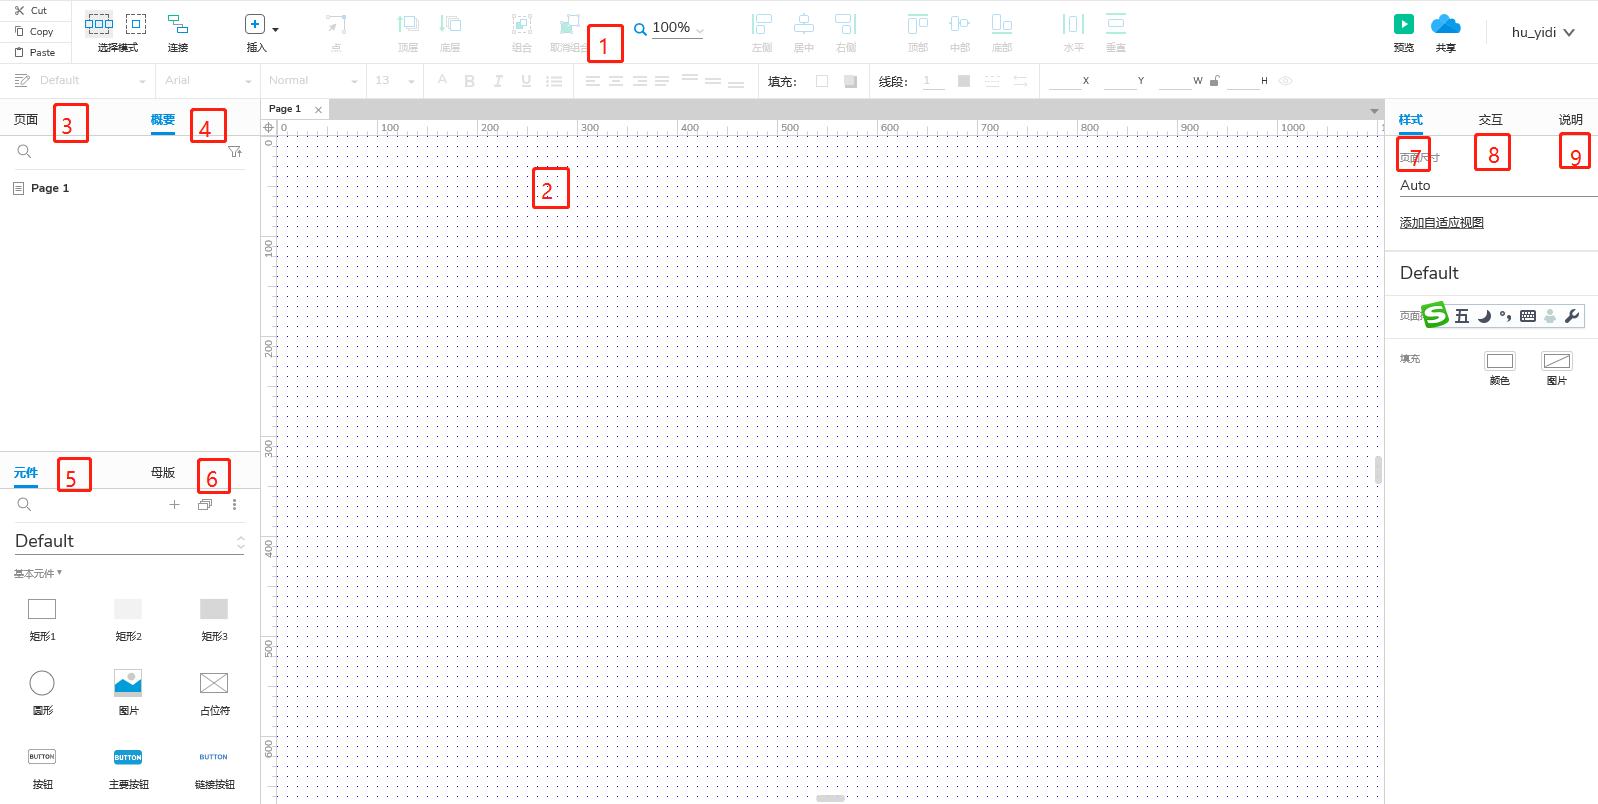 Cut
Copy
Paste
选择模式 连接 插入 点 顶层 底层 组合 取消组合 1 100% 左侧 居中 右侧 顶部 中部 底部 水平 垂直 预览 共享 hu_yidi
Default Arial Normal 13 A B I U 填充: 线段: 1 X Y W H
页面 3 概要 4
Page 1
样式 交互 说明
0 100 200 300 400 500 600 700 800 900 1000 1
Page 1
2
0
100
200
300
400
500
600
7 8 9
页面尺寸
Auto
添加自适应视图
Default
页面
S 五
填充
颜色 图片
元件 5 母版 6
Default
基本元件
矩形1 矩形2 矩形3
圆形 图片 占位符
BUTTON BUTTON BUTTON
按钮 主要按钮 链接按钮